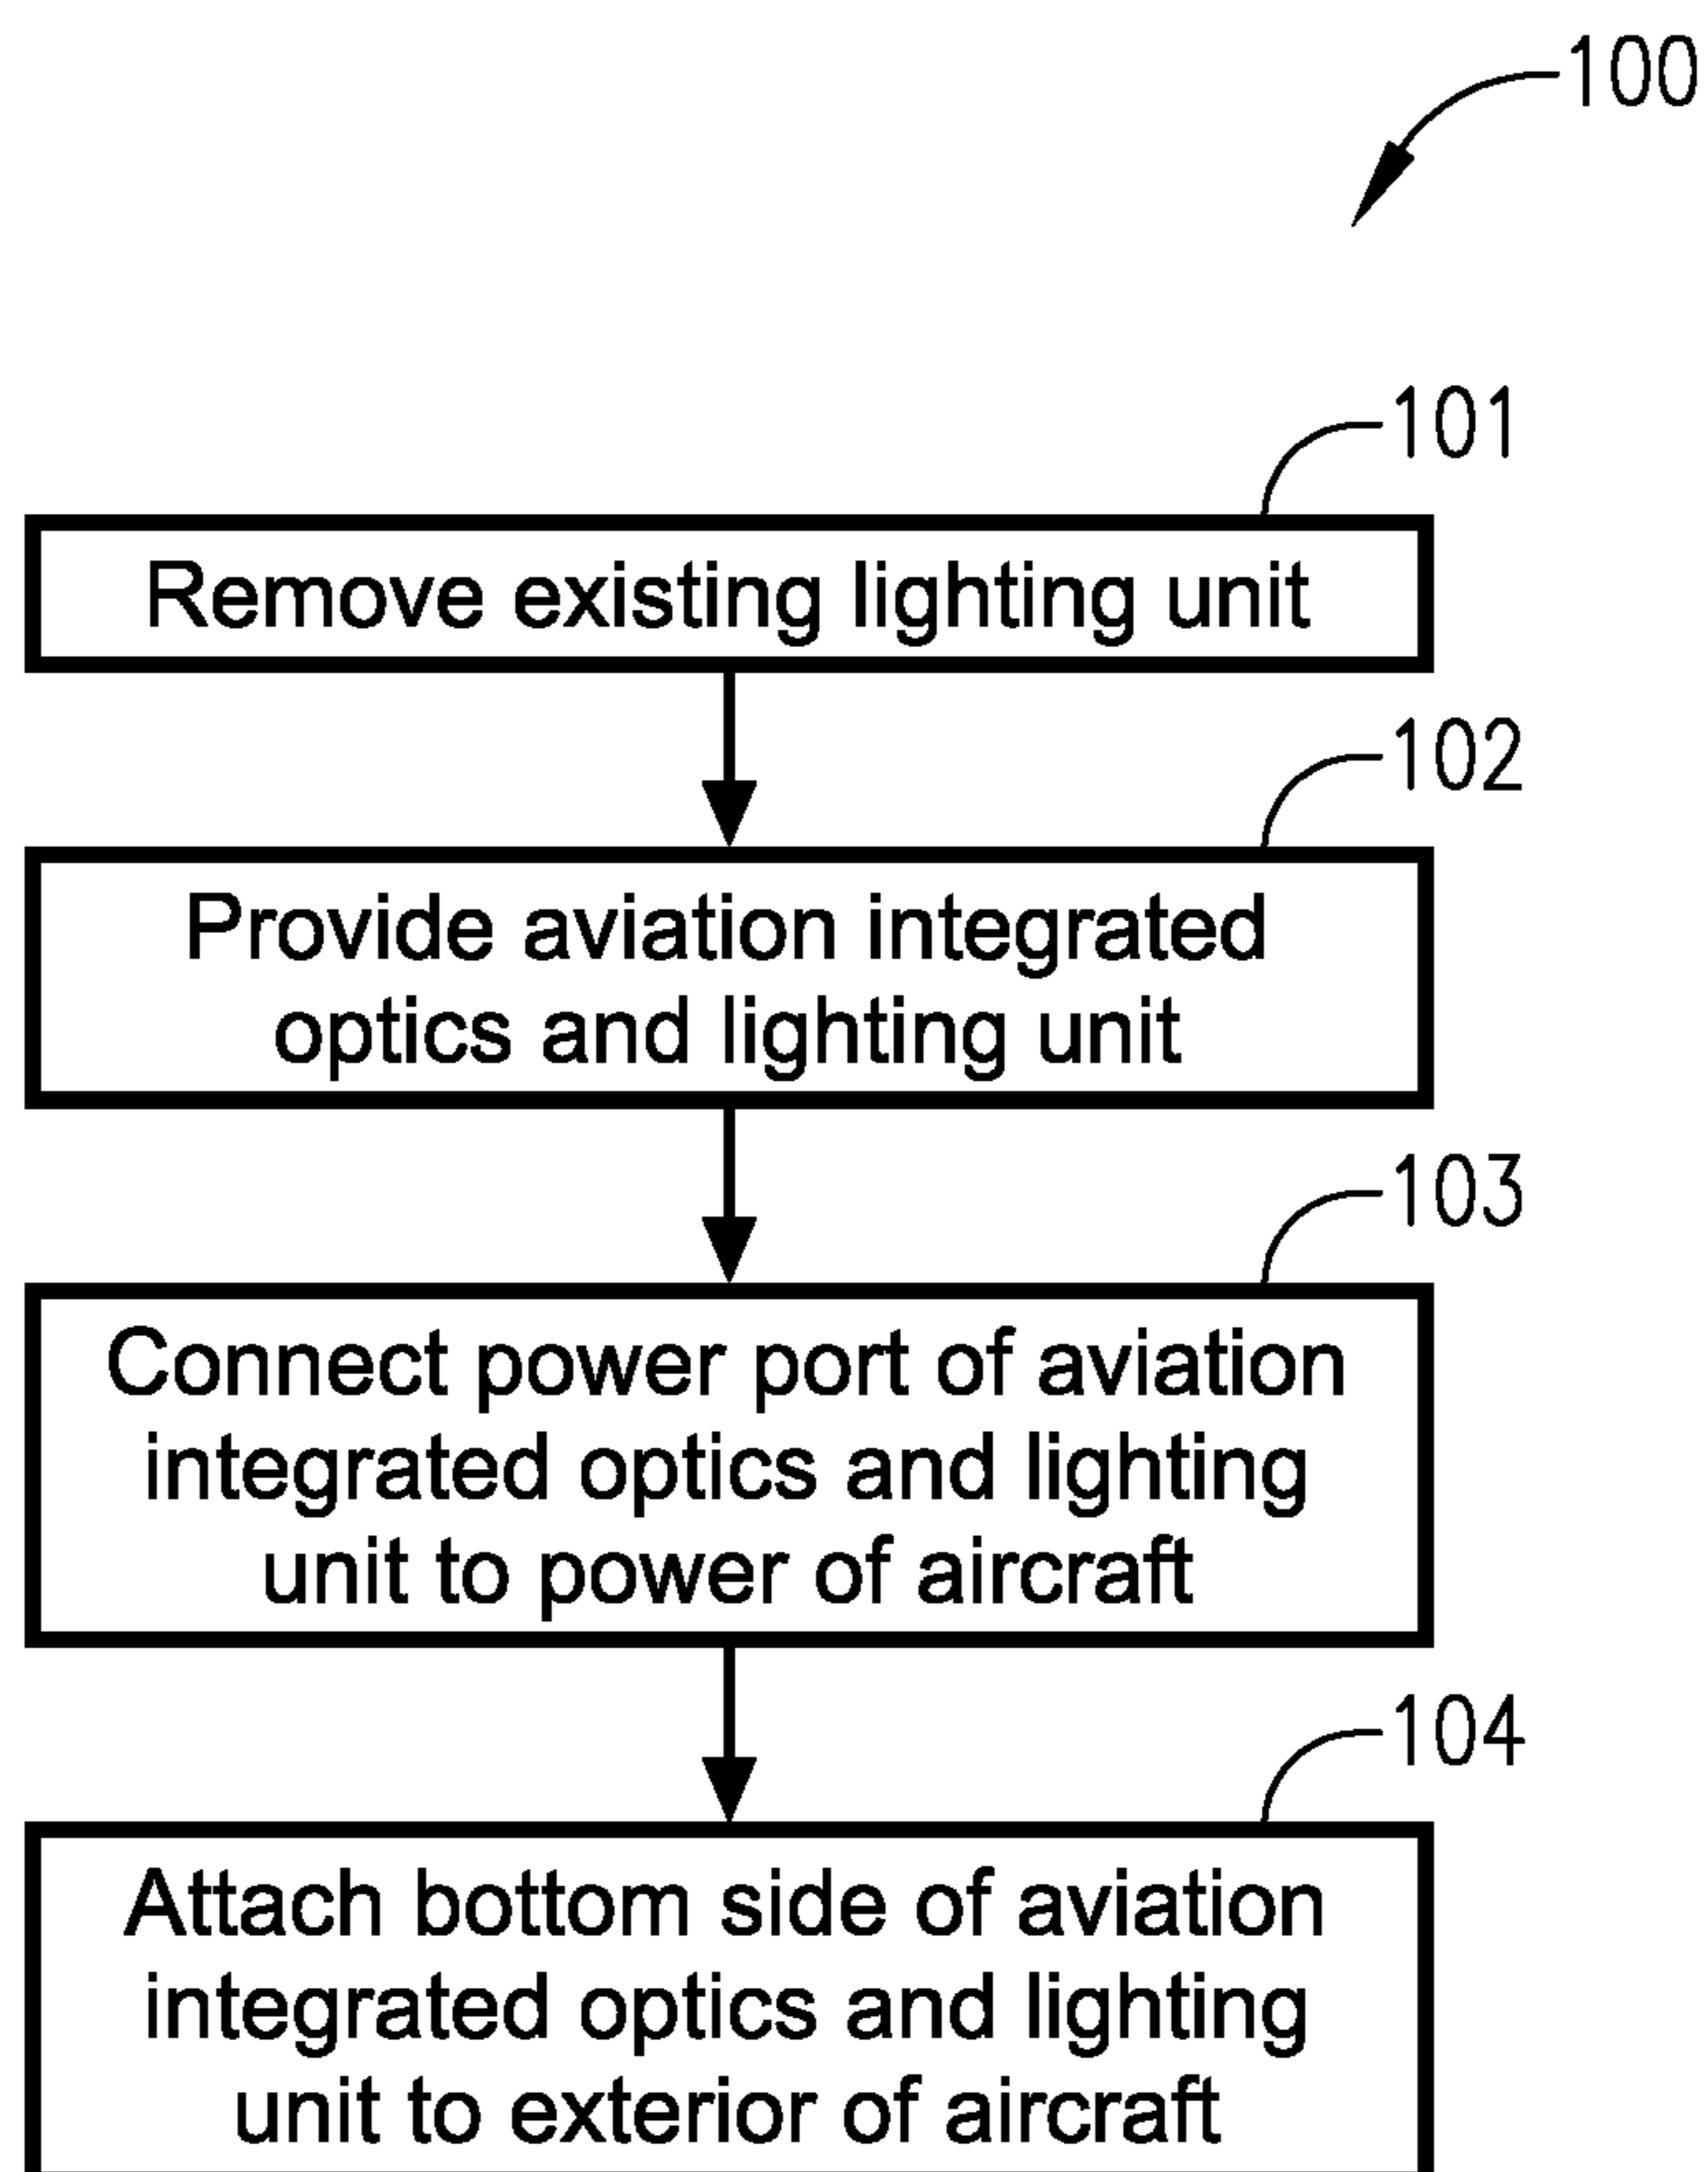 100
101
Remove existing lighting unit
102
Provide aviation integrated
optics and lighting unit
103
Connect power port of aviation
integrated optics and lighting
unit to power of aircraft
104
Attach bottom side of aviation
integrated optics and lighting
unit to exterior of aircraft